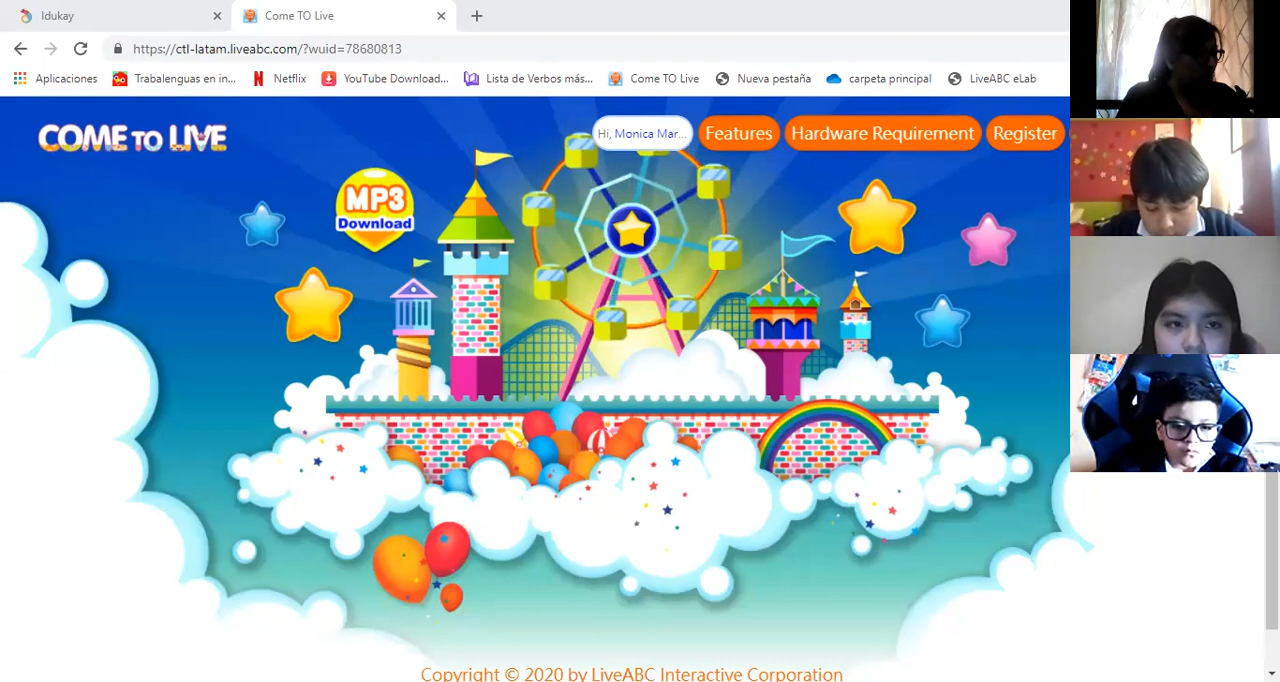 Idukay
Come To Live
https://ctl-latam.liveabc.com/?wuid=78680813
Aplicaciones
Trabalenguas en in...
Netflix
YouTube Download...
Lista de Verbos más...
Come TO Live
Nueva pestaña
carpeta principal
LiveABC eLab
COME TO LIVE
Hi, Monica Mar...
Features
Hardware Requirement
Register
MP3
Download
Copyright © 2020 by LiveABC Interactive Corporation